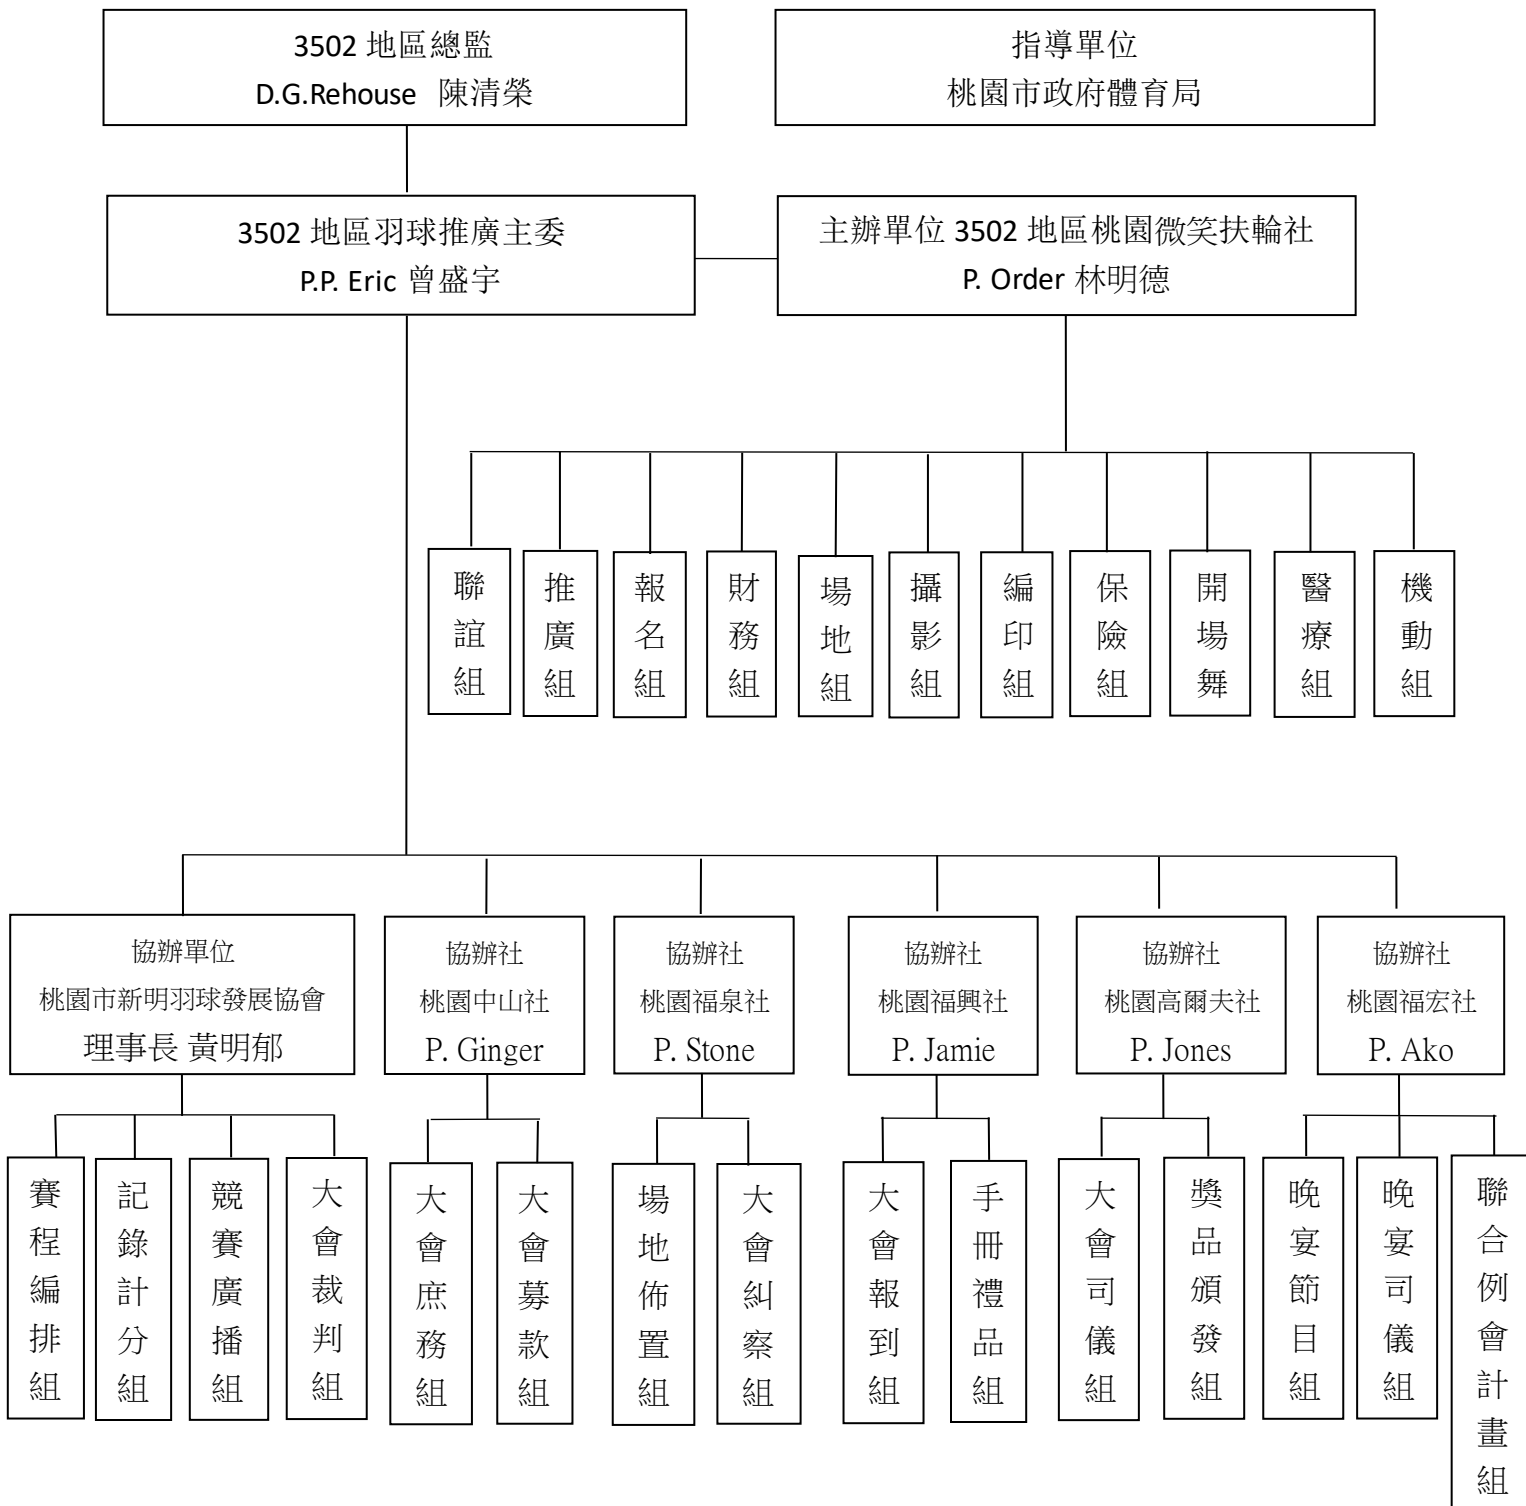 3502 地區總監
D.G.Rehouse 陳清榮
指導單位
桃園市政府體育局
3502 地區羽球推廣主委
P.P. Eric 曾盛宇
主辦單位 3502 地區桃園微笑扶輪社
P. Order 林明德
聯誼組
推廣組
報名組
財務組
場地組
攝影組
編印組
保險組
開場舞
醫療組
機動組
協辦單位
桃園市新明羽球發展協會
理事長 黃明郁
協辦社
桃園中山社
P. Ginger
協辦社
桃園福泉社
P. Stone
協辦社
桃園福興社
P. Jamie
協辦社
桃園高爾夫社
P. Jones
協辦社
桃園福宏社
P. Ako
賽程編排組
記錄計分組
競賽廣播組
大會裁判組
大會庶務組
大會募款組
場地佈置組
大會糾察組
大會報到組
手冊禮品組
大會司儀組
獎品頒發組
晚宴節目組
晚宴司儀組
聯合例會計畫組